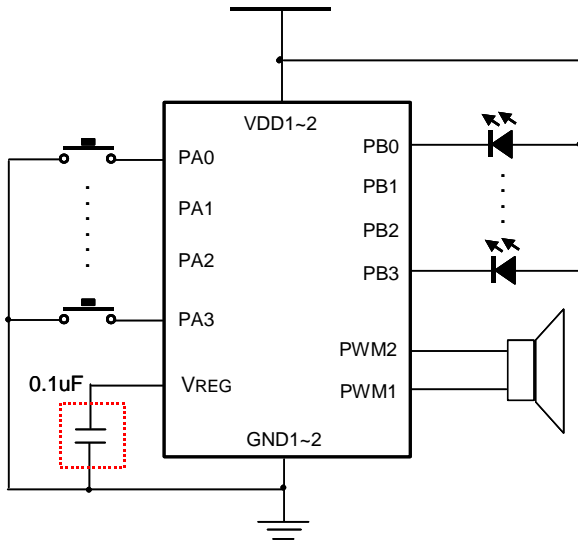 VDD1~2
PA0
PA1
PA2
PA3
0.1uF
VREG
PB0
PB1
PB2
PB3
PWM2
PWM1
GND1~2